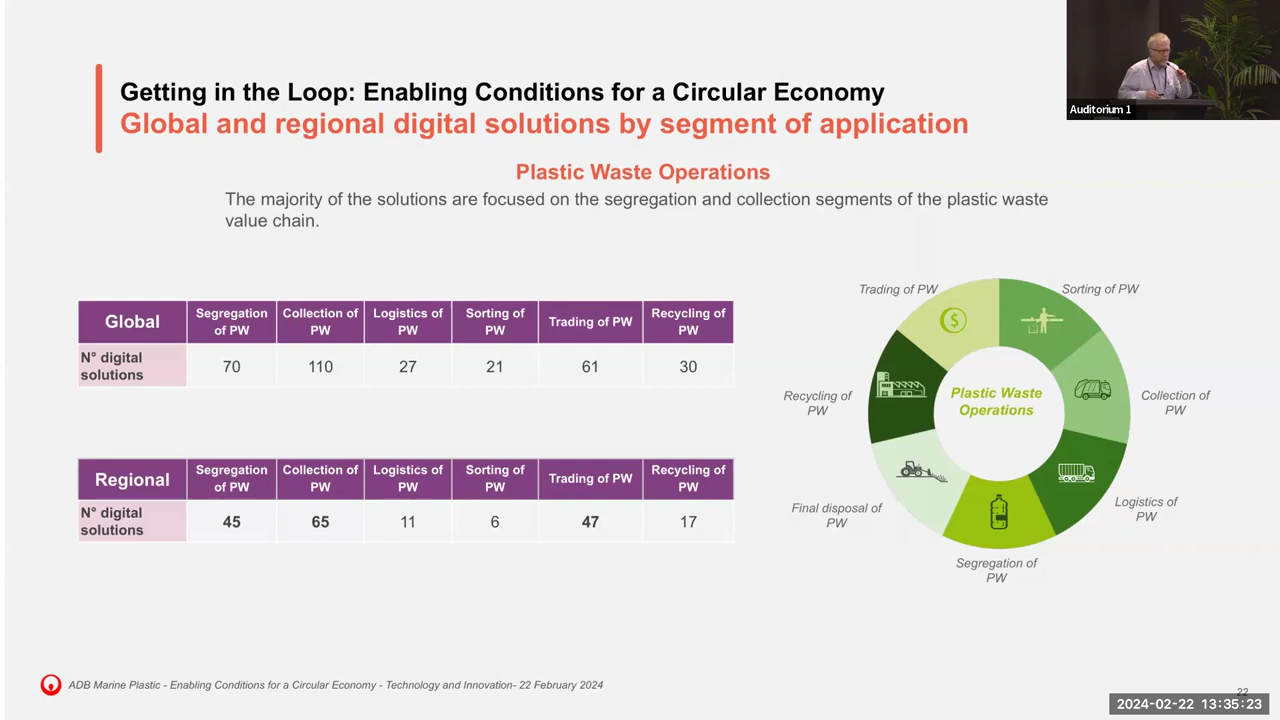 Auditorium 1
Getting in the Loop: Enabling Conditions for a Circular Economy
Global and regional digital solutions by segment of application
Plastic Waste Operations
The majority of the solutions are focused on the segregation and collection segments of the plastic waste
value chain.
Global
Segregation
of PW
Collection of
PW
Logistics of
PW
Sorting of
PW
Trading of PW
Recycling of
PW
N° digital
solutions
70
110
27
21
61
30
Regional
Segregation
of PW
Collection of
PW
Logistics of
PW
Sorting of
PW
Trading of PW
Recycling of
PW
N° digital
solutions
45
65
11
6
47
17
Trading of PW
Sorting of PW
Recycling of
PW
Plastic Waste
Operations
Collection of
PW
Final disposal of
PW
Logistics of
PW
Segregation of
PW
ADB Marine Plastic - Enabling Conditions for a Circular Economy - Technology and Innovation- 22 February 2024
22
2024-02-22 13:35:23